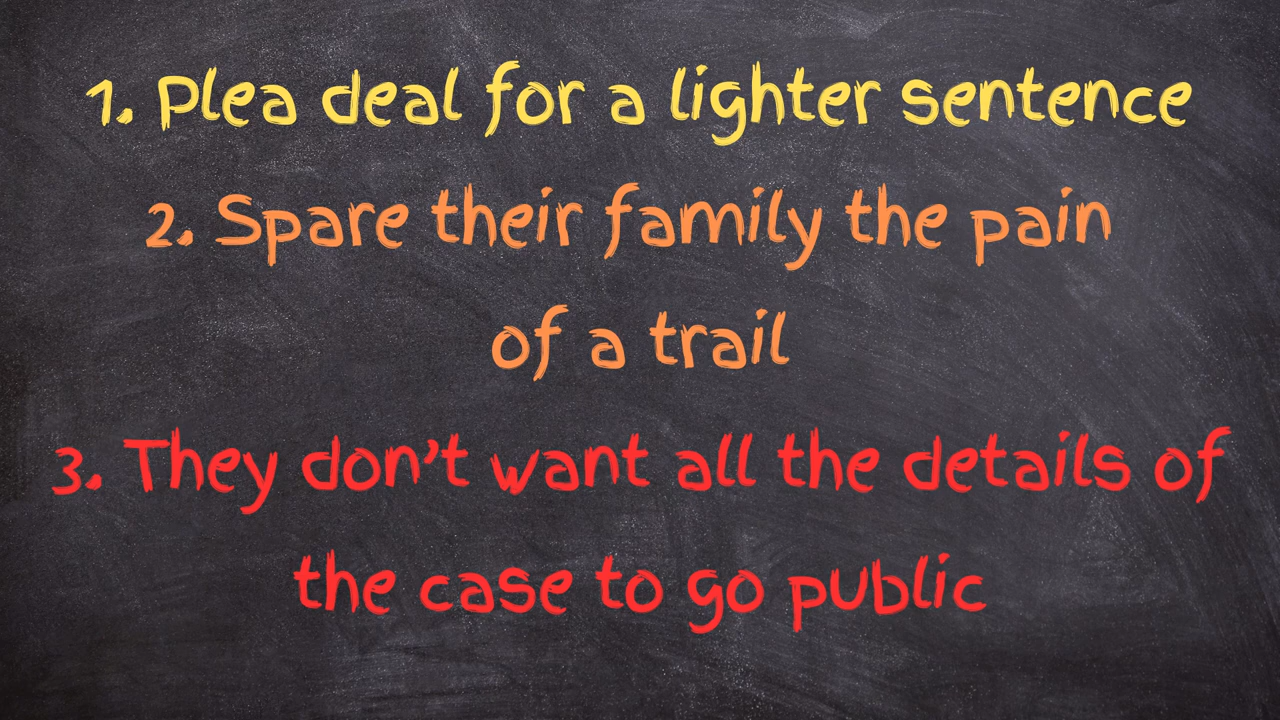 1. Plea deal for a lighter sentence
2. Spare their family the pain
of a trail
3. They don't want all the details of
the case to go public